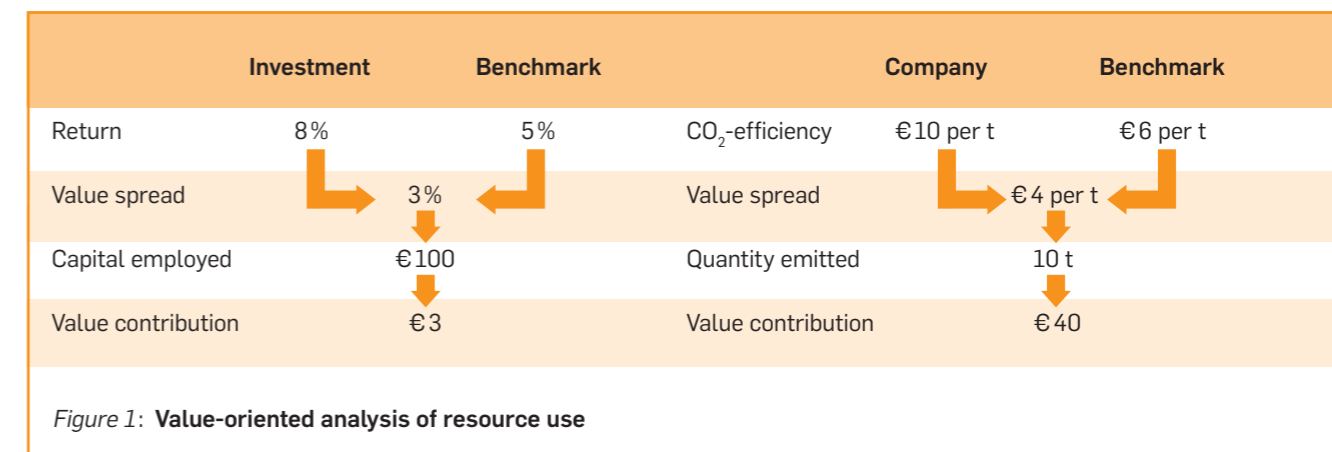 Investment Benchmark Company Benchmark
Return 8% 5% CO₂-efficiency €10 per t €6 per t
Value spread 3% Value spread €4 per t
Capital employed €100 Quantity emitted 10 t
Value contribution €3 Value contribution €40
Figure 1: Value-oriented analysis of resource use